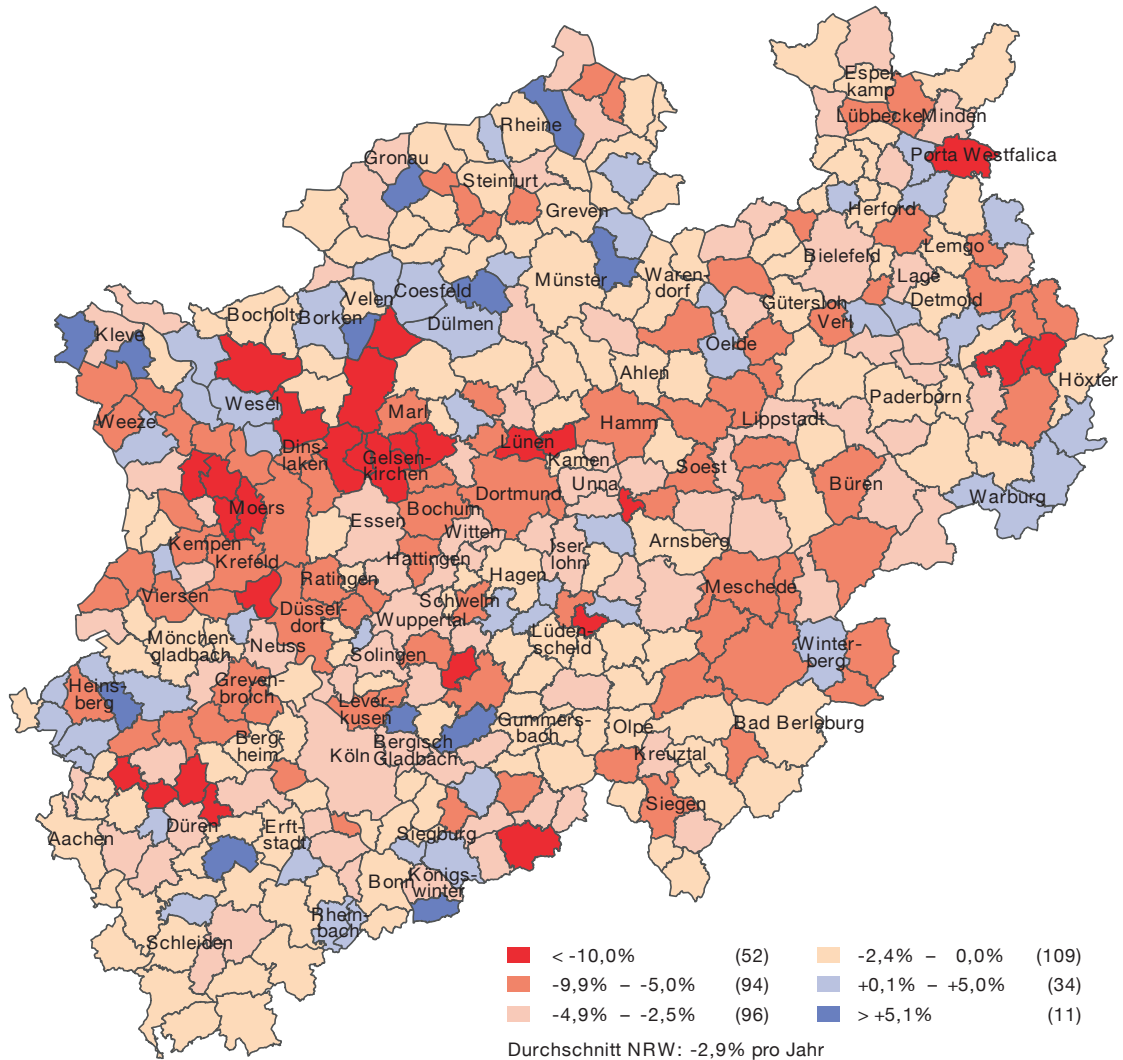 Espel-
kamp
Lübbecke
Minden
Porta Westfalica
Rheine
Gronau
Steinfurt
Greven
Herford
Bielefeld
Lemgo
Lage
Detmold
Münster
Waren-
dorf
Gütersloh
Verl
Velen
Coesfeld
Bocholt
Borken
Dülmen
Kleve
Oelde
Ahlen
Höxter
Paderborn
Wesel
Marl
Weeze
Hamm
Lippstadt
Dins-
laken
Gelsen-
kirchen
Lünen
Kamen
Unna
Soest
Büren
Warburg
Dortmund
Moers
Bochum
Essen
Witten
Arnsberg
Kempen
Krefeld
Hattingen
Iser-
lohn
Hagen
Ratingen
Meschede
Viersen
Schwelm
Düssel-
dorf
Wuppertal
Lüden-
scheid
Mönchen-
gladbach
Neuss
Solingen
Winter-
berg
Heins-
berg
Greven-
broich
Lever-
kusen
Gummers-
bach
Olpe
Bad Berleburg
Berg-
heim
Köln
Bergisch
Gladbach
Kreuztal
Siegen
Aachen
Düren
Erft-
stadt
Siegburg
Bonn
Königs-
winter
Rhein-
bach
Schleiden
< -10,0% (52)
-9,9% – -5,0% (94)
-4,9% – -2,5% (96)
-2,4% – 0,0% (109)
+0,1% – +5,0% (34)
> +5,1% (11)
Durchschnitt NRW: -2,9% pro Jahr